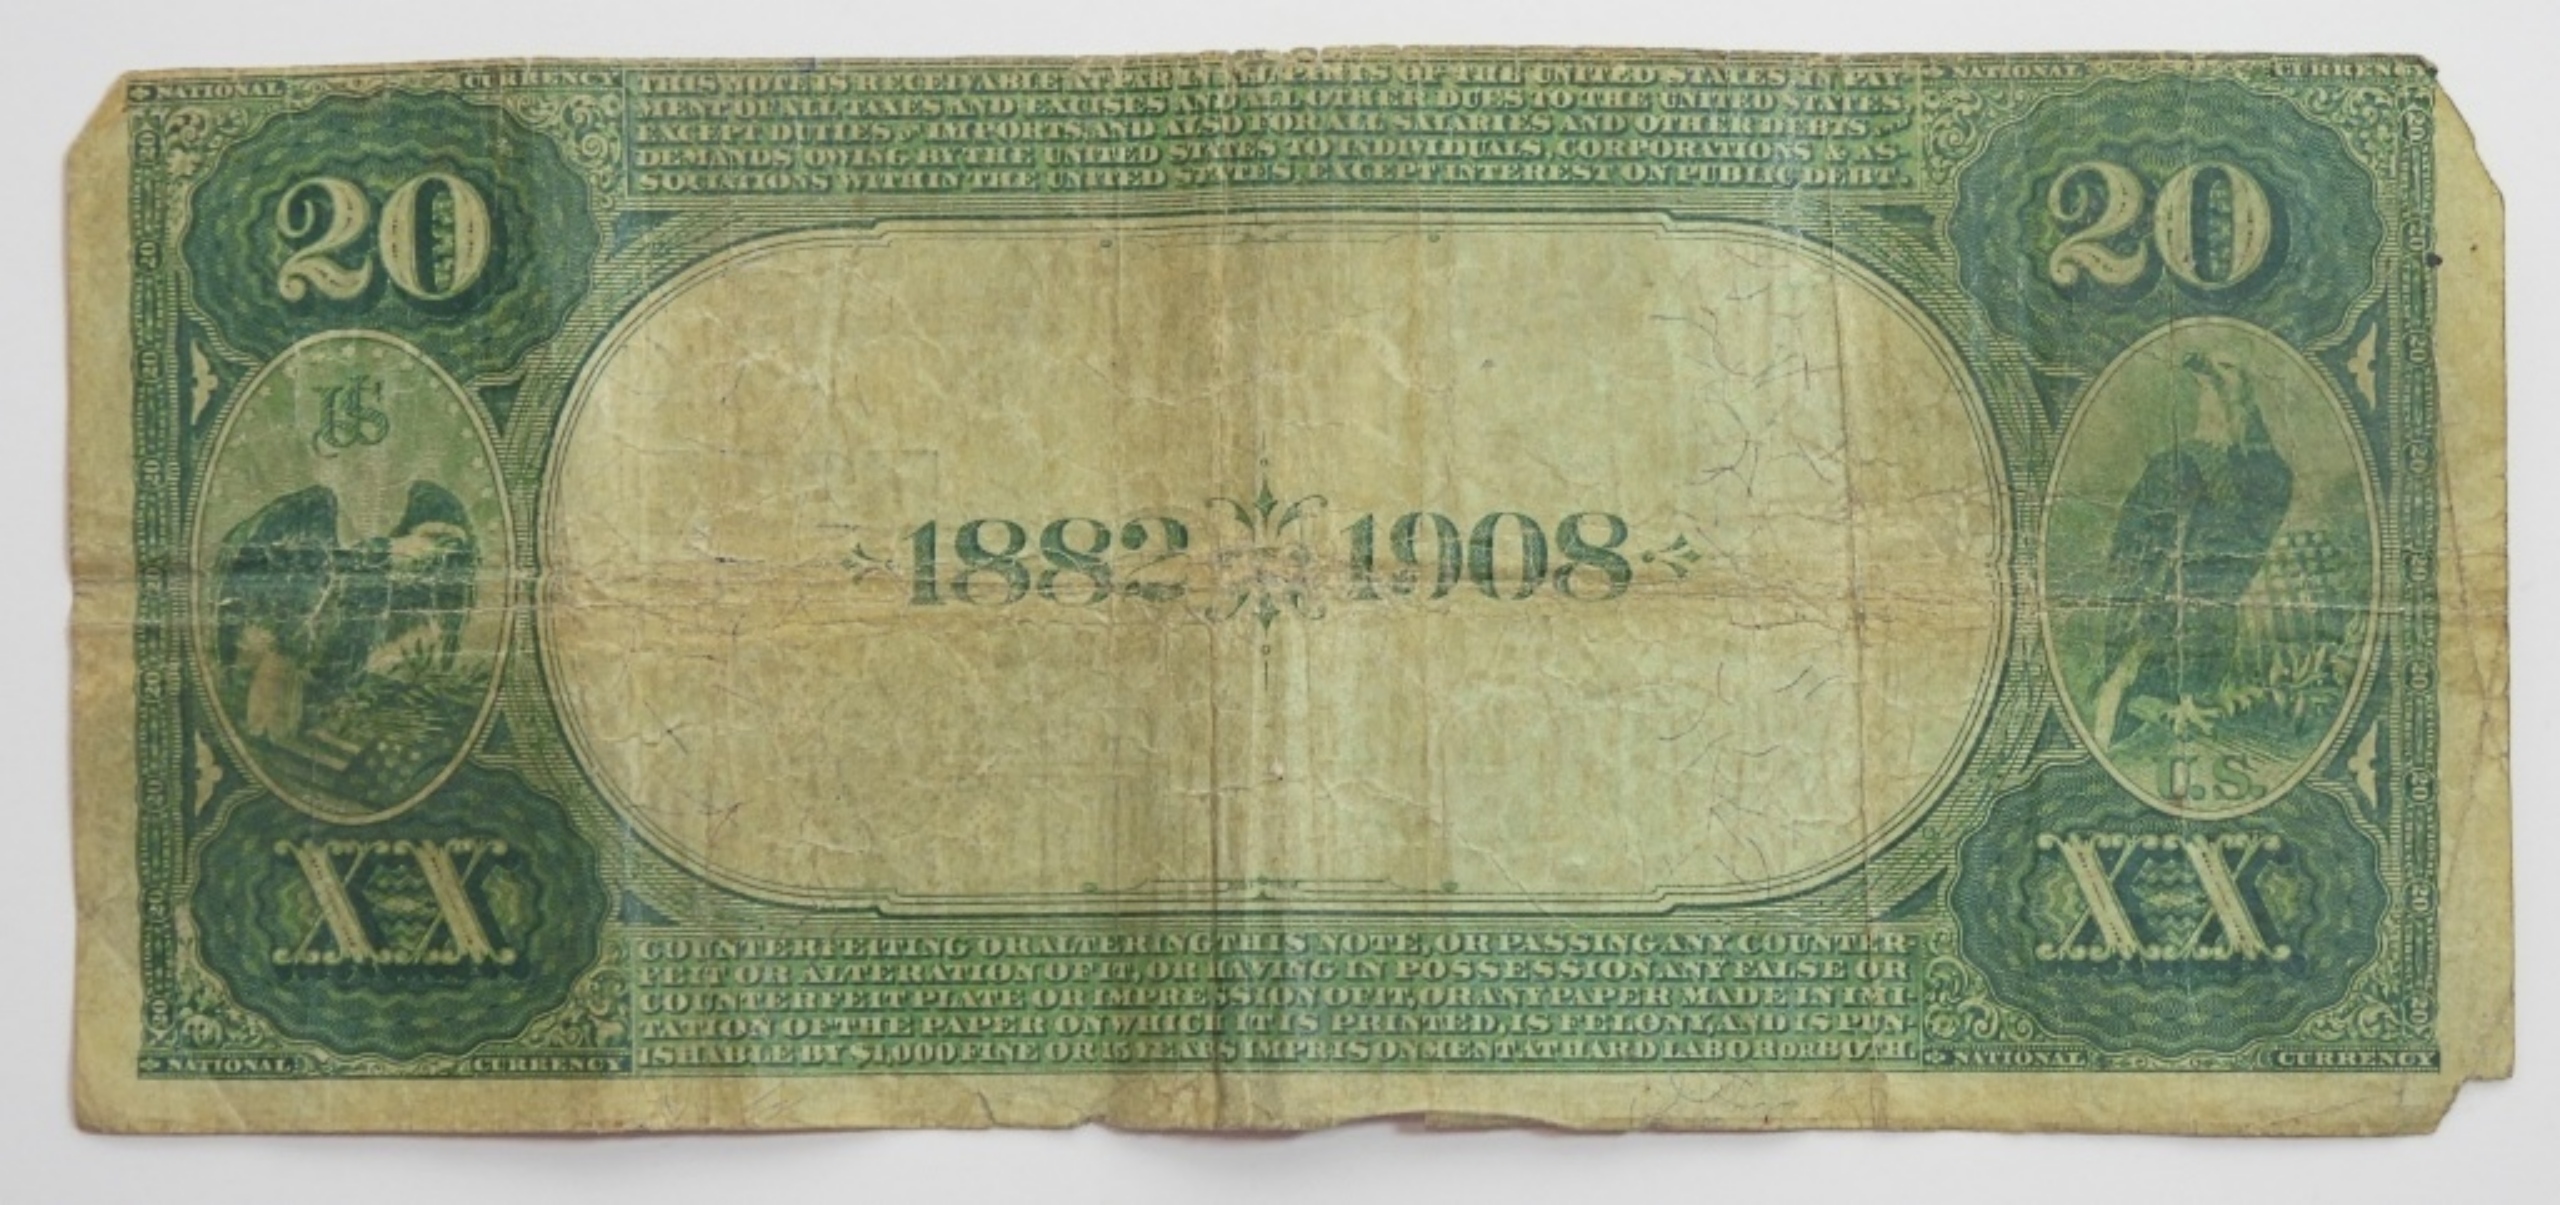 NATIONAL CURRENCY
THIS NOTE IS RECEIVABLE AT PAR IN ALL PARTS OF THE UNITED STATES, IN PAY-
MENT OF ALL TAXES AND EXCISES AND ALL OTHER DUES TO THE UNITED STATES,
EXCEPT DUTIES ON IMPORTS, AND ALSO FOR ALL SALARIES AND OTHER DEBTS AND
DEMANDS OWING BY THE UNITED STATES TO INDIVIDUALS, CORPORATIONS & AS-
SOCIATIONS WITHIN THE UNITED STATES, EXCEPT INTEREST ON PUBLIC DEBT.
NATIONAL CURRENCY
20
20
US
1882 1908
U.S.
XX
XX
COUNTERFEITING OR ALTERING THIS NOTE, OR PASSING ANY COUNTER-
FEIT OR ALTERATION OF IT, OR HAVING IN POSSESSION ANY FALSE OR
COUNTERFEIT PLATE OR IMPRESSION OF IT, OR ANY PAPER MADE IN IMI-
TATION OF THE PAPER ON WHICH IT IS PRINTED, IS FELONY, AND IS PUN-
ISHABLE BY $1,000 FINE OR 15 YEARS IMPRISONMENT AT HARD LABOR OR BOTH.
NATIONAL CURRENCY
NATIONAL CURRENCY